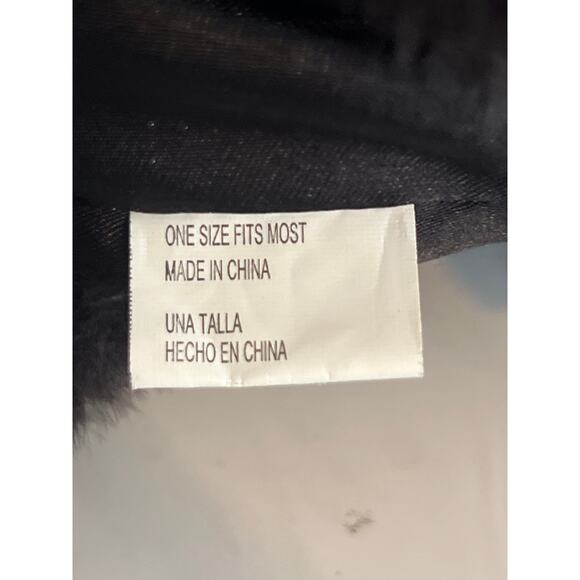 ONE SIZE FITS MOST
MADE IN CHINA
UNA TALLA
HECHO EN CHINA